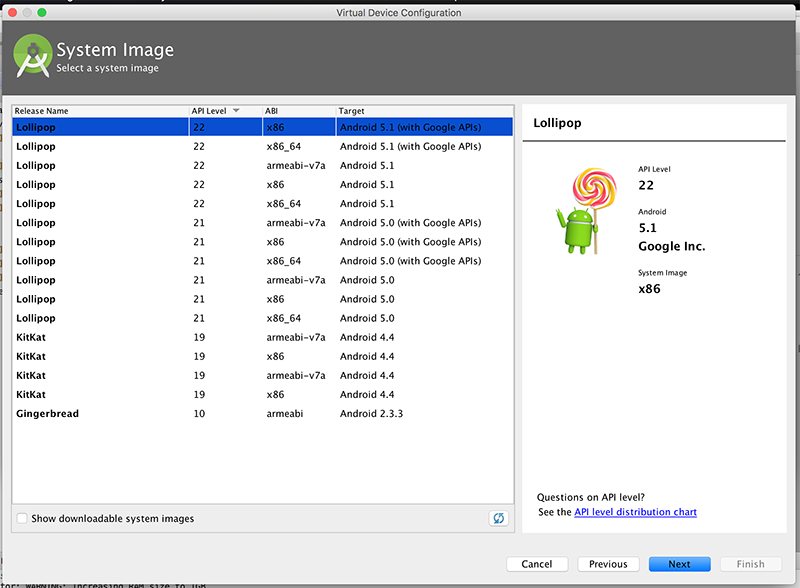 Virtual Device Configuration
System Image
Select a system image
Release Name API Level ABI Target
Lollipop 22 x86 Android 5.1 (with Google APIs)
Lollipop 22 x86_64 Android 5.1 (with Google APIs)
Lollipop 22 armeabi-v7a Android 5.1
Lollipop 22 x86 Android 5.1
Lollipop 22 x86_64 Android 5.1
Lollipop 21 armeabi-v7a Android 5.0 (with Google APIs)
Lollipop 21 x86 Android 5.0 (with Google APIs)
Lollipop 21 x86_64 Android 5.0 (with Google APIs)
Lollipop 21 armeabi-v7a Android 5.0
Lollipop 21 x86 Android 5.0
Lollipop 21 x86_64 Android 5.0
KitKat 19 armeabi-v7a Android 4.4
KitKat 19 x86 Android 4.4
KitKat 19 armeabi-v7a Android 4.4
KitKat 19 x86 Android 4.4
Gingerbread 10 armeabi Android 2.3.3
Show downloadable system images
Lollipop
API Level
22
Android
5.1
Google Inc.
System Image
x86
Questions on API level?
See the API level distribution chart
Cancel Previous Next Finish